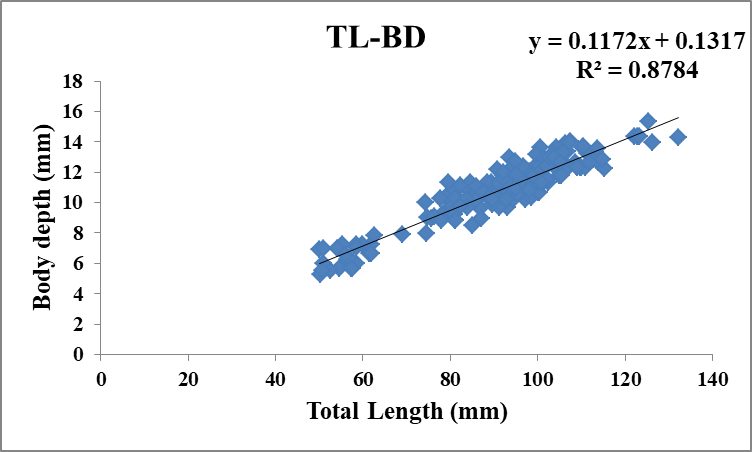 TL-BD
y = 0.1172x + 0.1317
R² = 0.8784
Body depth (mm)
18
16
14
12
10
8
6
4
2
0
0 20 40 60 80 100 120 140
Total Length (mm)